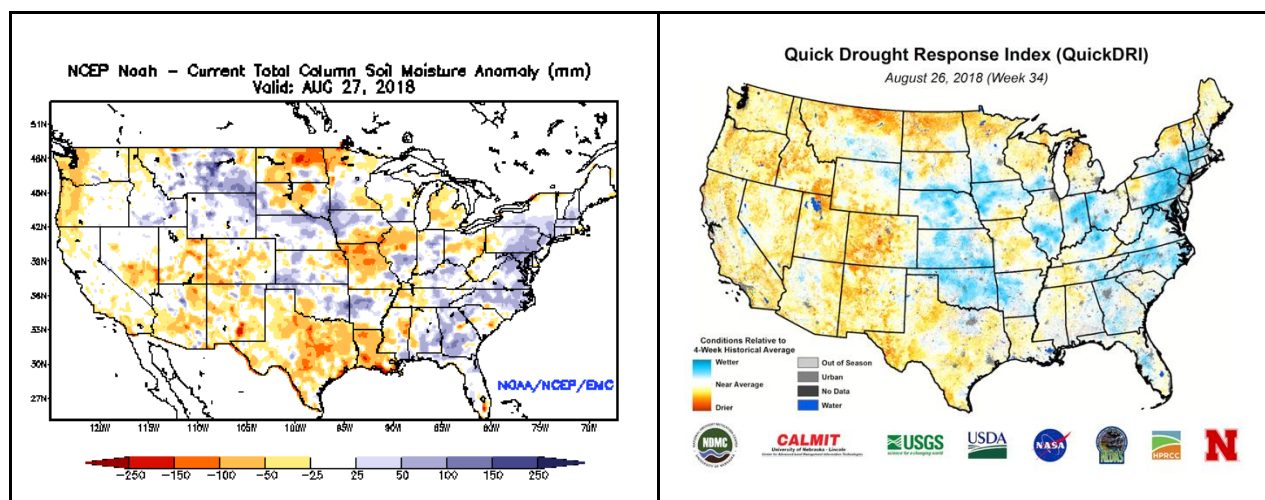 NCEP Noah - Current Total Column Soil Moisture Anomaly (mm)
Valid: AUG 27, 2018
51N
48N
45N
42N
39N
36N
33N
30N
27N
120W 115W 110W 105W 100W 95W 90W 85W 80W 75W 70W
NOAA/NCEP/EMC
-250 -150 -100 -50 -25 25 50 100 150 250
Quick Drought Response Index (QuickDRI)
August 26, 2018 (Week 34)
Conditions Relative to
4-Week Historical Average
Wetter
Near Average
Drier
Out of Season
Urban
No Data
Water
NDMC
CALMIT
University of Nebraska - Lincoln
USGS
science for a changing world
USDA
NASA
HPRCC
N